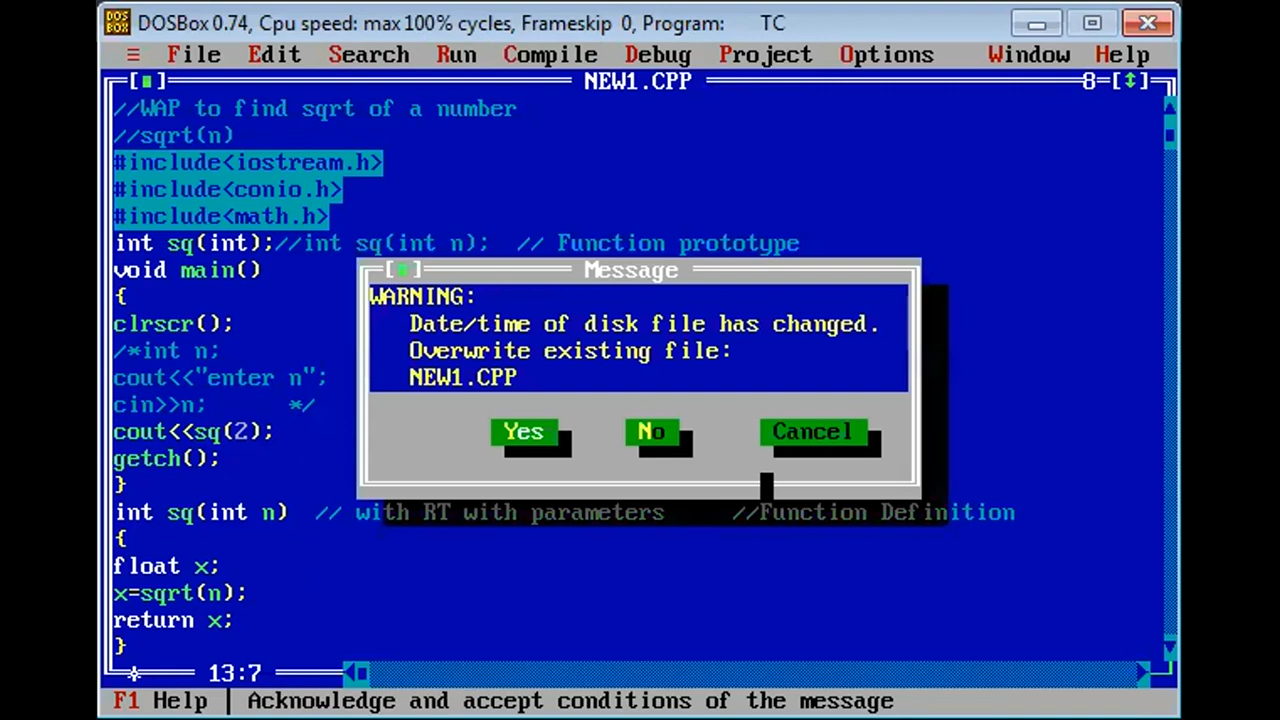 DOSBox 0.74, Cpu speed: max 100% cycles, Frameskip 0, Program: TC
≡ File Edit Search Run Compile Debug Project Options Window Help
[■] NEW1.CPP 8=[↕]
//WAP to find sqrt of a number
//sqrt(n)
#include<iostream.h>
#include<conio.h>
#include<math.h>
int sq(int);//int sq(int n); // Function prototype
void main()
{
clrscr();
/*int n;
cout<<"enter n";
cin>>n; */
cout<<sq(2);
getch();
}
int sq(int n) // with RT with parameters //Function Definition
{
float x;
x=sqrt(n);
return x;
}
[■] Message
WARNING:
Date/time of disk file has changed.
Overwrite existing file:
NEW1.CPP
Yes No Cancel
13:7
F1 Help | Acknowledge and accept conditions of the message